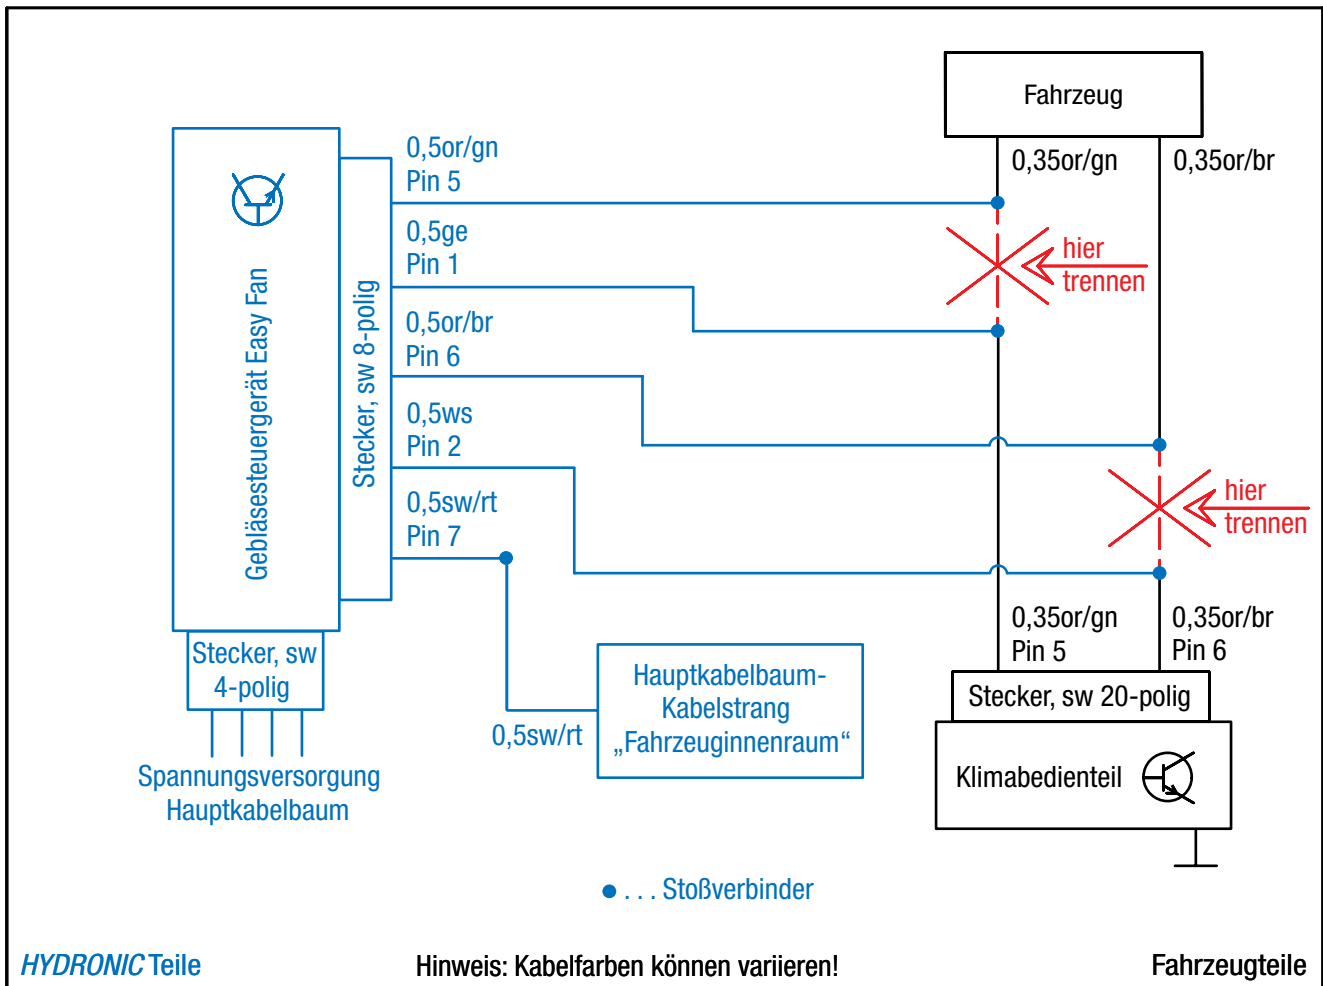 Fahrzeug
0,35or/gn
0,35or/br
0,5or/gn
Pin 5
0,5ge
Pin 1
0,5or/br
Pin 6
0,5ws
Pin 2
0,5sw/rt
Pin 7
Gebläsesteuergerät Easy Fan
Stecker, sw 8-polig
hier
trennen
hier
trennen
Stecker, sw
4-polig
Spannungsversorgung
Hauptkabelbaum
0,5sw/rt
Hauptkabelbaum-
Kabelstrang
„Fahrzeuginnenraum“
0,35or/gn
Pin 5
0,35or/br
Pin 6
Stecker, sw 20-polig
Klimabedienteil
. . . Stoßverbinder
HYDRONIC Teile
Hinweis: Kabelfarben können variieren!
Fahrzeugteile